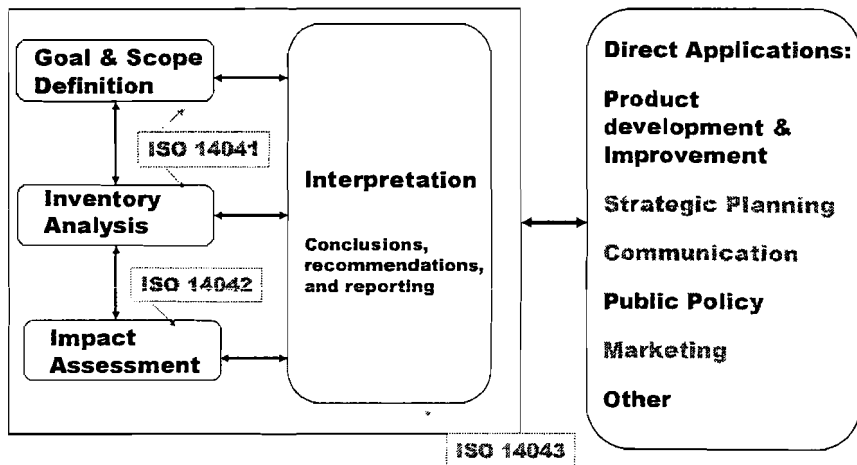 Goal & Scope
Definition
ISO 14041
Inventory
Analysis
ISO 14042
Impact
Assessment
Interpretation
Conclusions,
recommendations,
and reporting
ISO 14043
Direct Applications:
Product
development &
Improvement
Strategic Planning
Communication
Public Policy
Marketing
Other